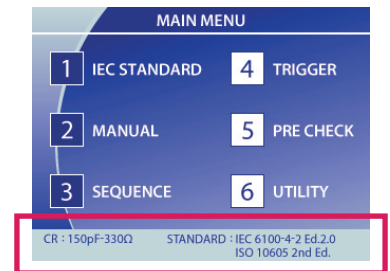 MAIN MENU
1 IEC STANDARD
4 TRIGGER
2 MANUAL
5 PRE CHECK
3 SEQUENCE
6 UTILITY
CR : 150pF-330Ω STANDARD : IEC 6100-4-2 Ed.2.0
ISO 10605 2nd Ed.